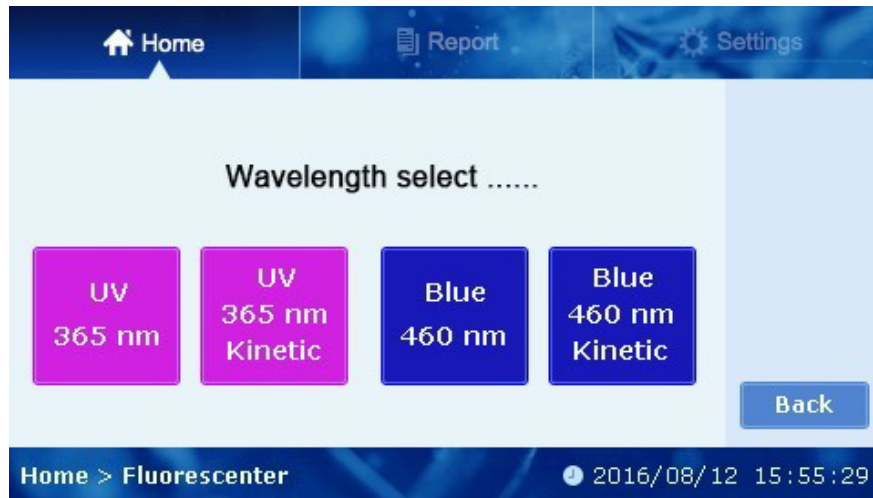 Home
Report
Settings
Wavelength select ......
UV
365 nm
UV
365 nm
Kinetic
Blue
460 nm
Blue
460 nm
Kinetic
Back
Home > Fluorescenter
2016/08/12 15:55:29